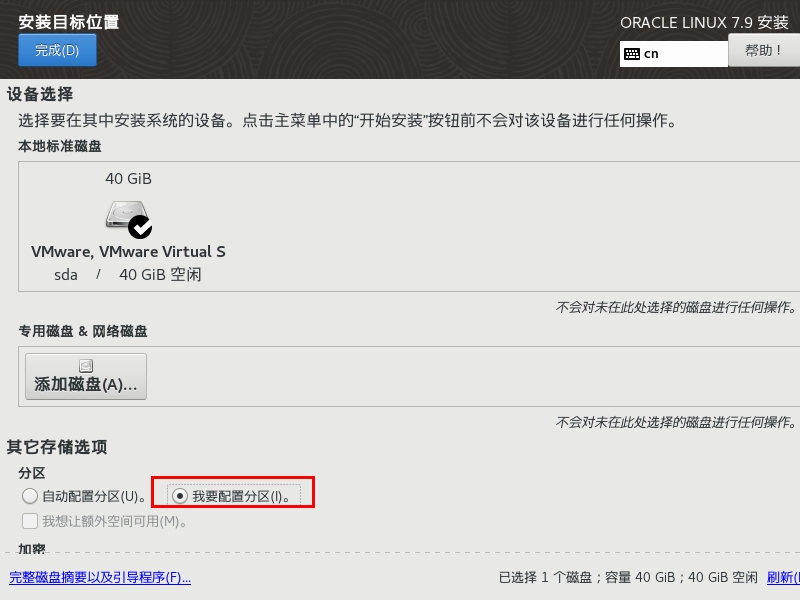 安装目标位置
ORACLE LINUX 7.9 安装
完成(D)
cn
帮助！
设备选择
选择要在其中安装系统的设备。点击主菜单中的“开始安装”按钮前不会对该设备进行任何操作。
本地标准磁盘
40 GiB
VMware, VMware Virtual S
sda / 40 GiB 空闲
不会对未在此处选择的磁盘进行任何操作。
专用磁盘 & 网络磁盘
添加磁盘(A)...
不会对未在此处选择的磁盘进行任何操作。
其它存储选项
分区
自动配置分区(U)。 我要配置分区(I)。
我想让额外空间可用(M)。
加密
完整磁盘摘要以及引导程序(F)...
已选择 1 个磁盘；容量 40 GiB；40 GiB 空闲 刷新(